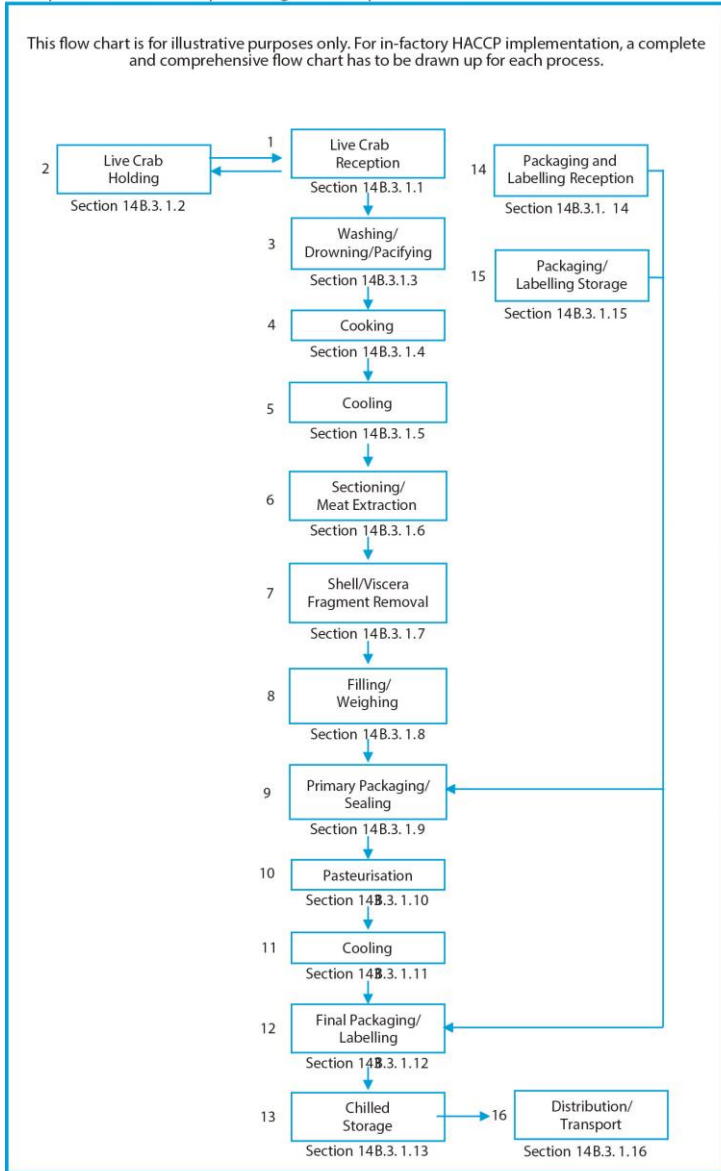 This flow chart is for illustrative purposes only. For in-factory HACCP implementation, a complete
and comprehensive flow chart has to be drawn up for each process.
1
Live Crab
Reception
Section 14B.3.1.1
2
Live Crab
Holding
Section 14B.3.1.2
14
Packaging and
Labelling Reception
Section 14B.3.1. 14
3
Washing/
Drowning/Pacifying
Section 14B.3.1.3
15
Packaging/
Labelling Storage
Section 14B.3.1.15
4
Cooking
Section 14B.3.1.4
5
Cooling
Section 14B.3.1.5
6
Sectioning/
Meat Extraction
Section 14B.3.1.6
7
Shell/Viscera
Fragment Removal
Section 14B.3.1.7
8
Filling/
Weighing
Section 14B.3.1.8
9
Primary Packaging/
Sealing
Section 14B.3.1.9
10
Pasteurisation
Section 14B.3.1.10
11
Cooling
Section 14B.3.1.11
12
Final Packaging/
Labelling
Section 14B.3.1.12
13
Chilled
Storage
Section 14B.3.1.13
16
Distribution/
Transport
Section 14B.3.1.16